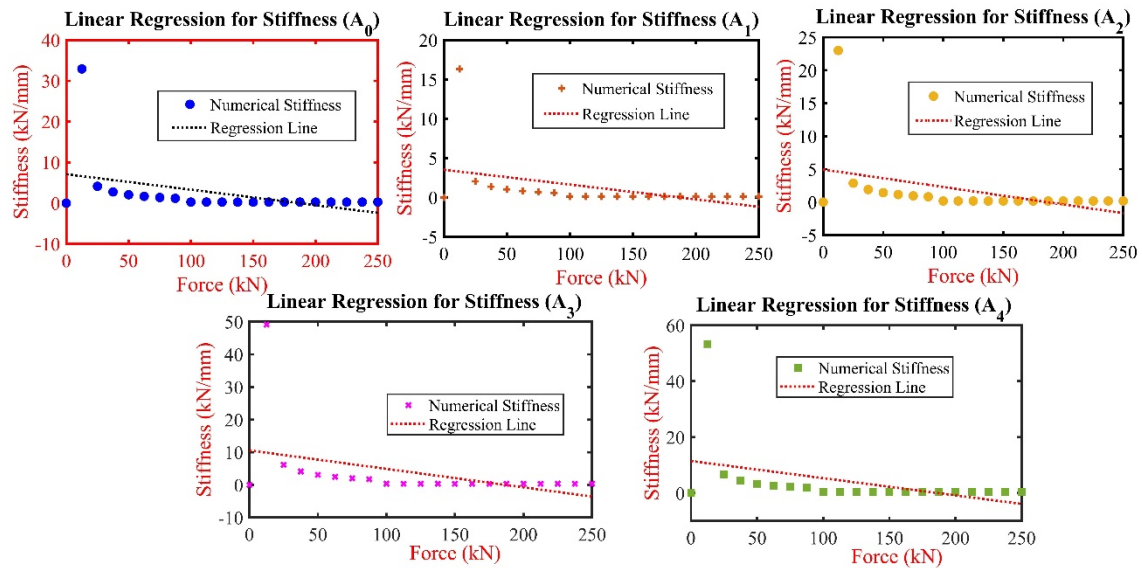 Linear Regression for Stiffness (A0)
40
30
20
10
0
-10
Stiffness (kN/mm)
Numerical Stiffness
Regression Line
0 50 100 150 200 250
Force (kN)
Linear Regression for Stiffness (A1)
20
15
10
5
0
-5
Stiffness (kN/mm)
Numerical Stiffness
Regression Line
0 50 100 150 200 250
Force (kN)
Linear Regression for Stiffness (A2)
25
20
15
10
5
0
-5
Stiffness (kN/mm)
Numerical Stiffness
Regression Line
0 50 100 150 200 250
Force (kN)
Linear Regression for Stiffness (A3)
50
40
30
20
10
0
-10
Stiffness (kN/mm)
Numerical Stiffness
Regression Line
0 50 100 150 200 250
Force (kN)
Linear Regression for Stiffness (A4)
60
40
20
0
Stiffness (kN/mm)
Numerical Stiffness
Regression Line
0 50 100 150 200 250
Force (kN)